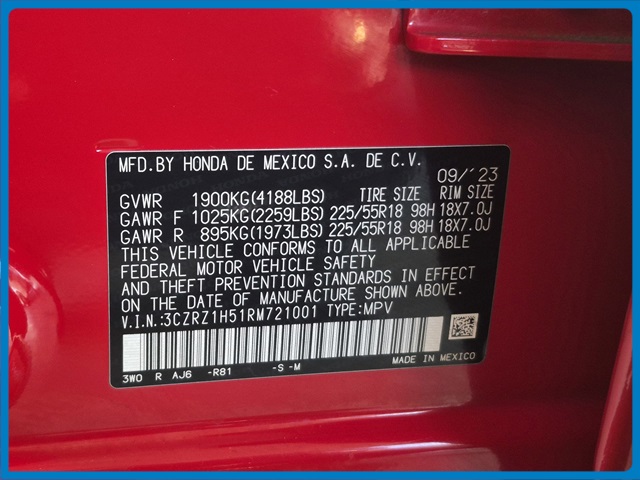 MFD.BY HONDA DE MEXICO S.A. DE C.V.
09/'23
GVWR 1900KG(4188LBS) TIRE SIZE RIM SIZE
GAWR F 1025KG(2259LBS) 225/55R18 98H 18X7.0J
GAWR R 895KG(1973LBS) 225/55R18 98H 18X7.0J
THIS VEHICLE CONFORMS TO ALL APPLICABLE
FEDERAL MOTOR VEHICLE SAFETY
AND THEFT PREVENTION STANDARDS IN EFFECT
ON THE DATE OF MANUFACTURE SHOWN ABOVE.
V.I.N.:3CZRZ1H51RM721001 TYPE:MPV
3W0 R AJ6 -R81 -S -M MADE IN MEXICO